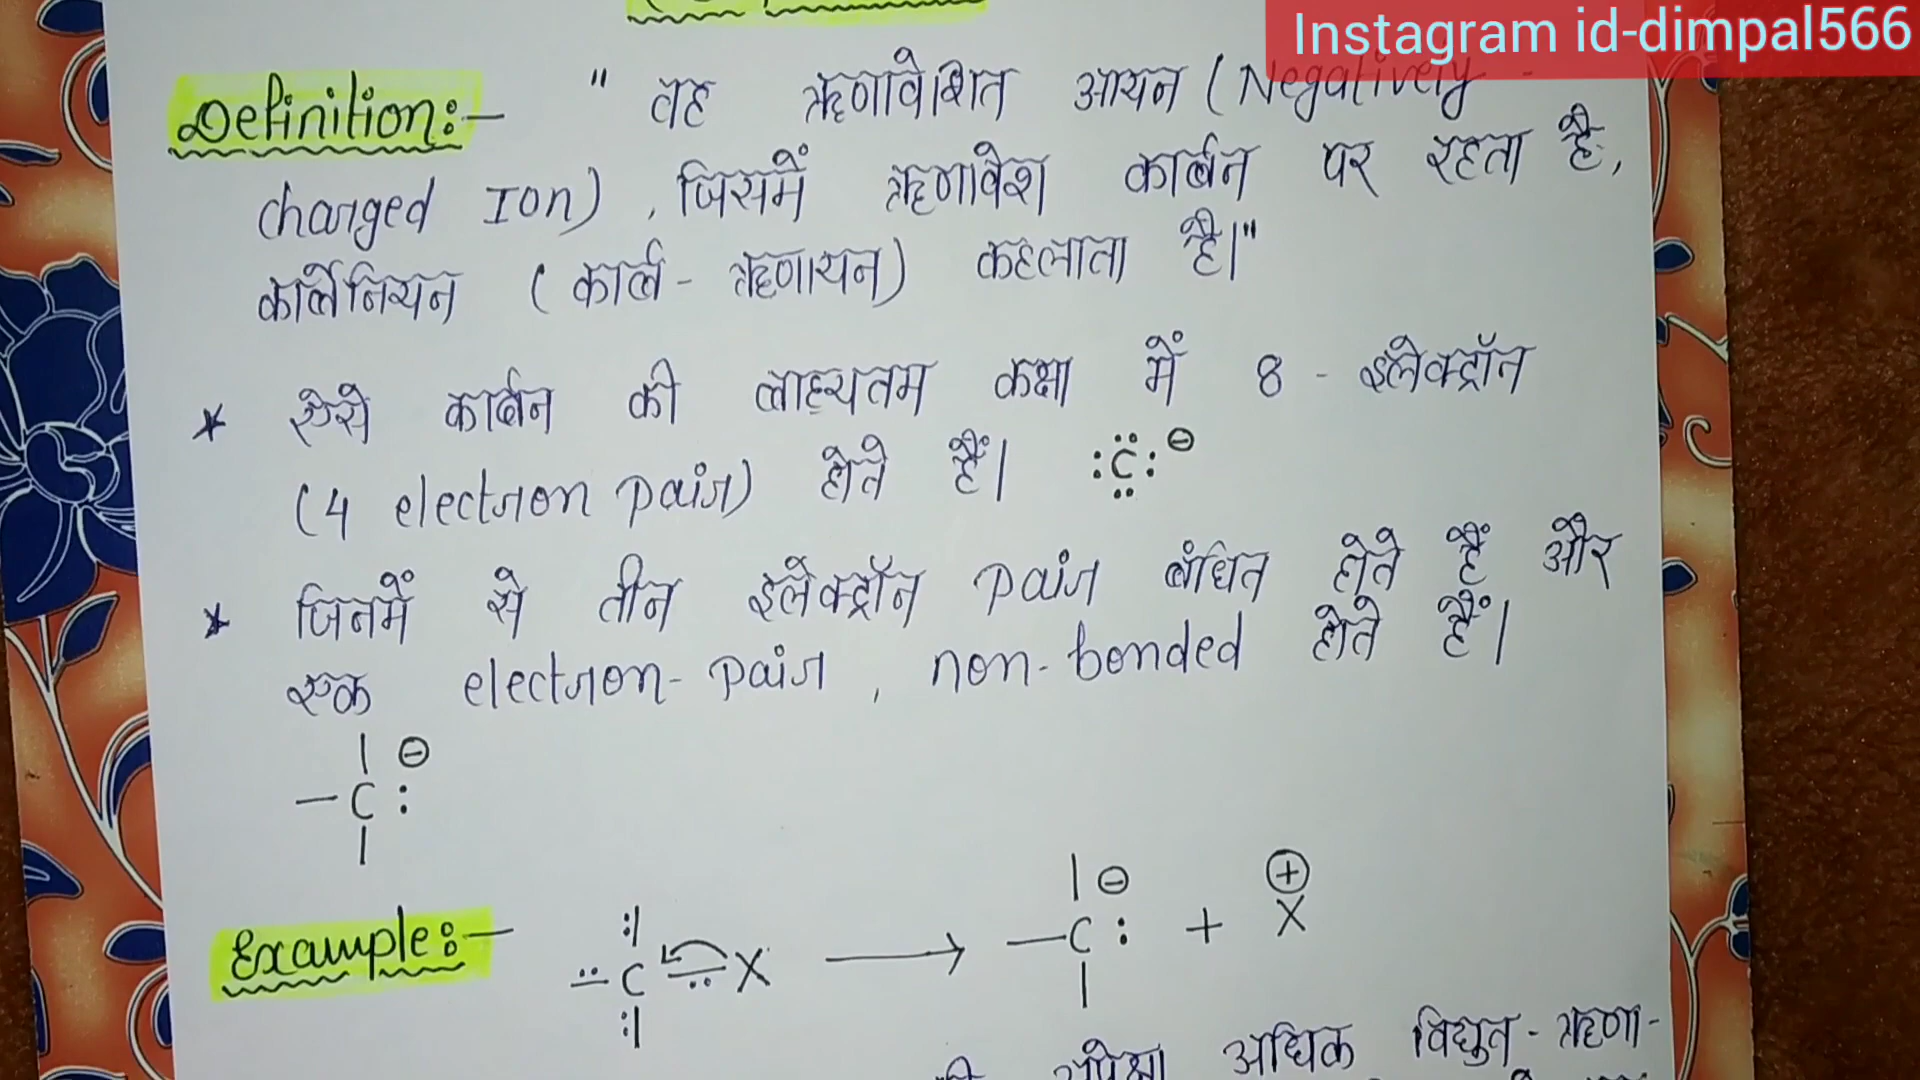 Instagram id-dimpal566
Definition:- " वह ऋणावेशित आयन ( Negatively -
charged Ion) , जिसमें ऋणावेश कार्बन पर रहता है,
कार्बेनियन ( कार्ब - ऋणायन) कहलाता है।"
* ऐसे कार्बन की बाह्यतम कक्षा में 8 - इलेक्ट्रॉन
(4 electron pair) होते हैं। :C̤̈:⊖
* जिनमें से तीन इलेक्ट्रॉन pair बंधित होते हैं और
एक electron- pair , non-bonded होते हैं।
| ⊖
— C :
|
Example:- C X → — C : ⊖ + X ⊕
अपेक्षा अधिक विद्युत - ऋणा-